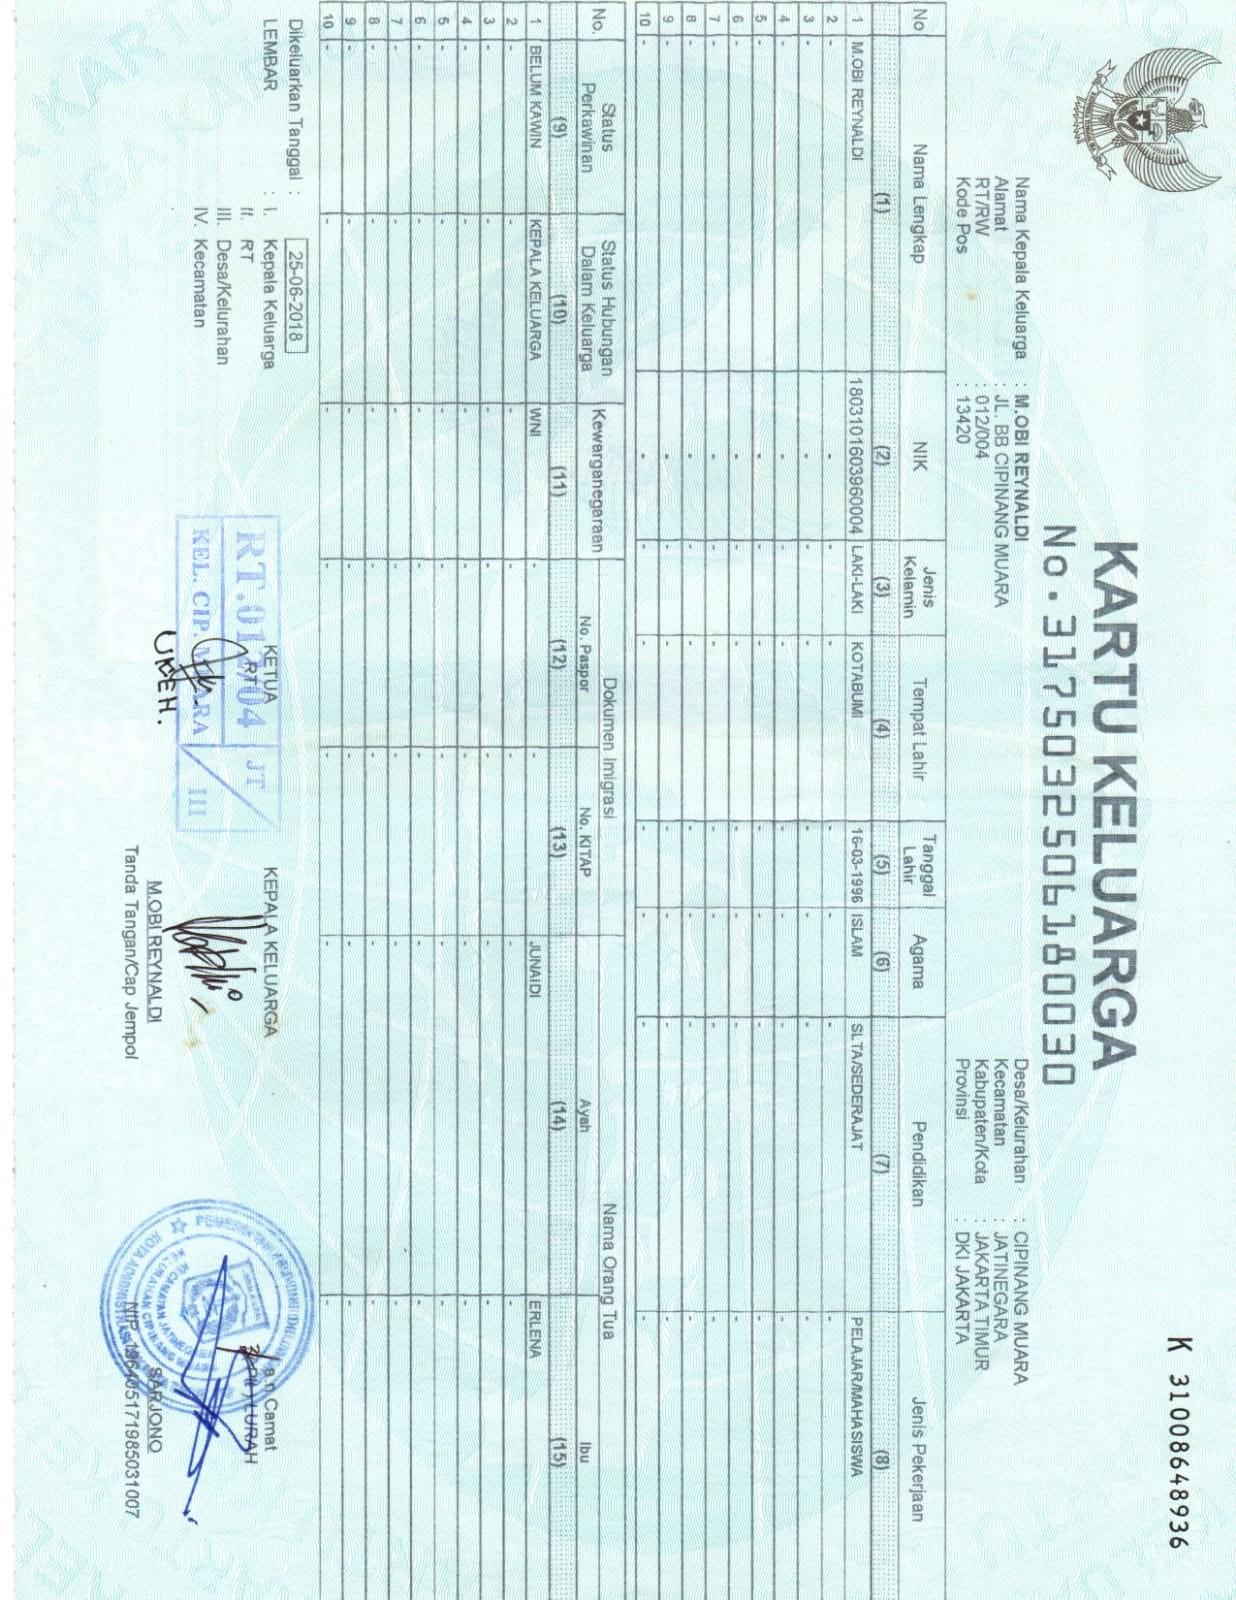 K 31008648936
KARTU KELUARGA
No. 3175032506180030
Nama Kepala Keluarga : M.OBI REYNALDI
Alamat : JL. BB CIPINANG MUARA
RT/RW : 012/004
Kode Pos : 13420
Desa/Kelurahan : CIPINANG MUARA
Kecamatan : JATINEGARA
Kabupaten/Kota : JAKARTA TIMUR
Provinsi : DKI JAKARTA
No Nama Lengkap NIK Jenis Kelamin Tempat Lahir Tanggal Lahir Agama Pendidikan Jenis Pekerjaan
(1) (2) (3) (4) (5) (6) (7) (8)
1 M.OBI REYNALDI 1803101603960004 LAKI-LAKI KOTABUMI 16-03-1996 ISLAM SLTA/SEDERAJAT PELAJAR/MAHASISWA
2 - - - - - - - -
3 - - - - - - - -
4 - - - - - - - -
5 - - - - - - - -
6 - - - - - - - -
7 - - - - - - - -
8 - - - - - - - -
9 - - - - - - - -
10 - - - - - - - -
No. Status Perkawinan Status Hubungan Dalam Keluarga Kewarganegaraan Dokumen Imigrasi Nama Orang Tua
No. Paspor No. KITAP Ayah Ibu
(9) (10) (11) (12) (13) (14) (15)
1 BELUM KAWIN KEPALA KELUARGA WNI - - JUNAIDI ERLENA
2 - - - - - - -
3 - - - - - - -
4 - - - - - - -
5 - - - - - - -
6 - - - - - - -
7 - - - - - - -
8 - - - - - - -
9 - - - - - - -
10 - - - - - - -
Dikeluarkan Tanggal : 25-06-2018
LEMBAR : I. Kepala Keluarga
II. RT
III. Desa/Kelurahan
IV. Kecamatan
KETUA RT
RT.012/04 JT
KEL. CIP. MUARA III
UKEH.
KEPALA KELUARGA
M.OBI REYNALDI
Tanda Tangan/Cap Jempol
a.n Camat
LURAH
SARJONO
NIP. 196405171985031007